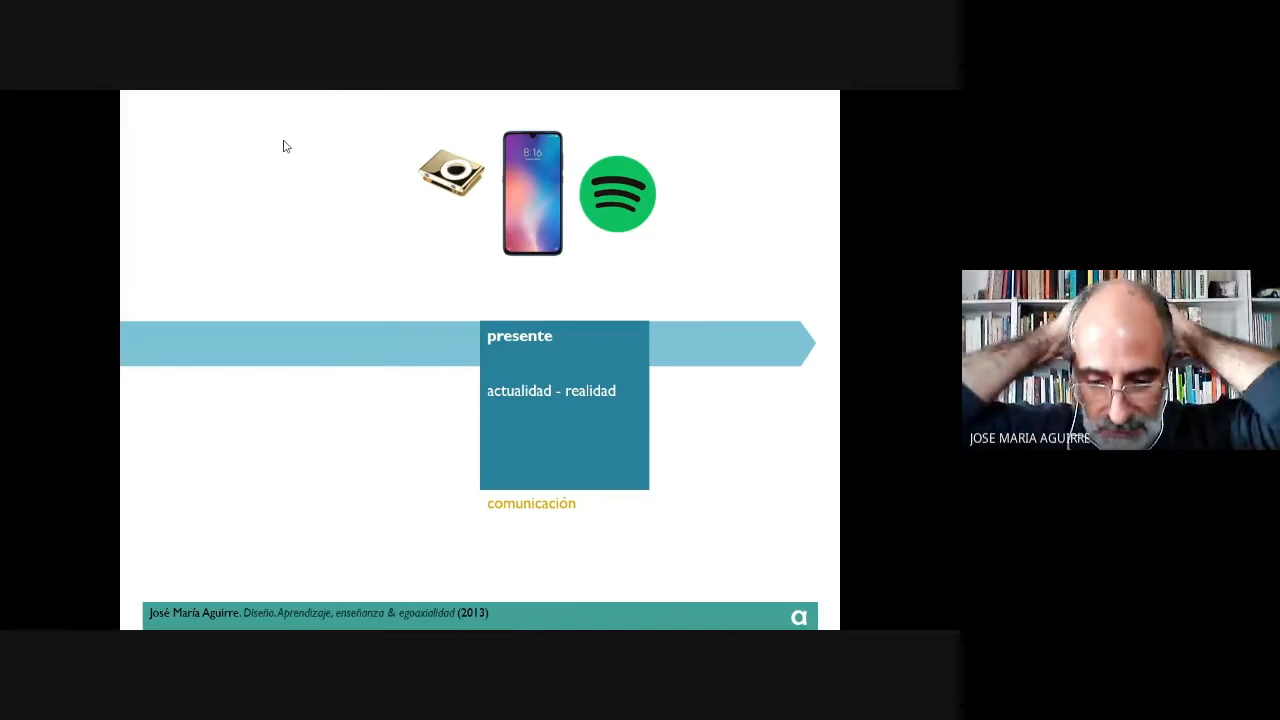 8:16
presente
actualidad - realidad
comunicación
José María Aguirre. Diseño. Aprendizaje, enseñanza & egoaxialidad (2013)
a
JOSE MARIA AGUIRRE